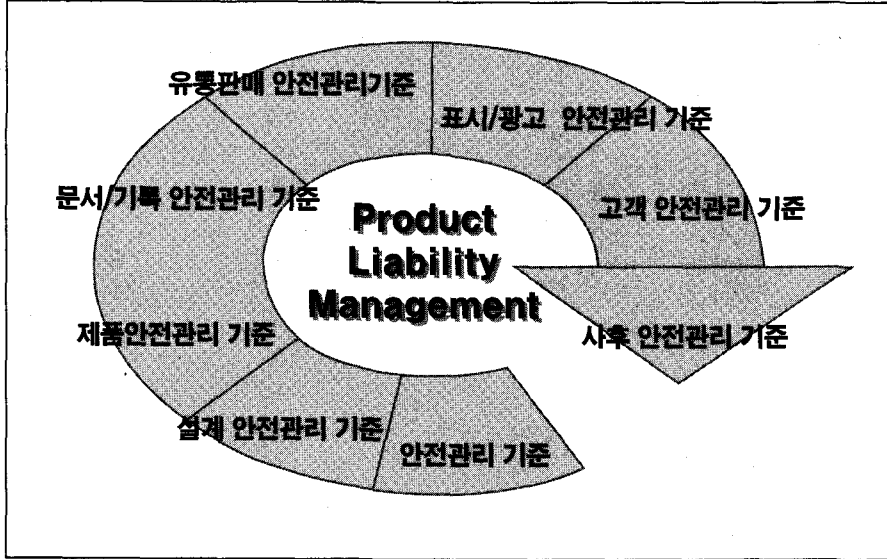 유통판매 안전관리기준
표시/광고 안전관리 기준
문서/기록 안전관리 기준
고객 안전관리 기준
Product
Liability
Management
제품안전관리 기준
사후 안전관리 기준
설계 안전관리 기준
안전관리 기준